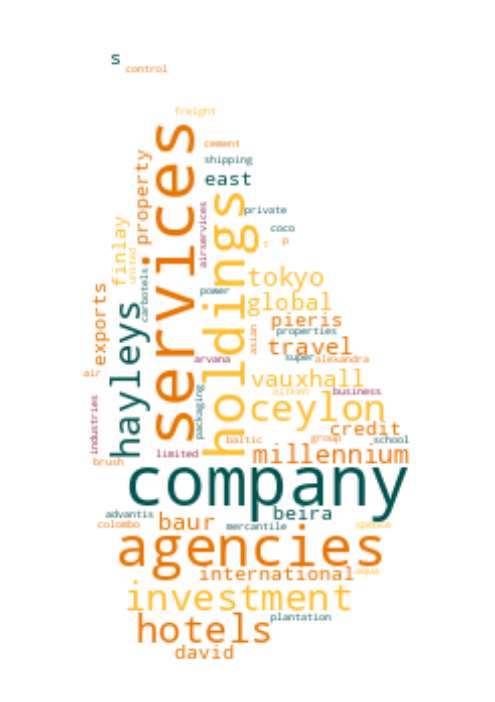 s
control
freight
services
cement
shipping
property
east
holdings
airservices
private
finlay
coco
p
t
united
carbotels
tokyo
exports
power
global
hayleys
pieris
asian
properties
travel
arvana
super
alexandra
air
vauxhall
packaging
aitken
business
industries
ceylon
credit
baltic
group
school
limited
millennium
brush
company
advantis
baur
beira
colombo
mercantile
spence
agencies
international
aqua
investment
hotels
plantation
david